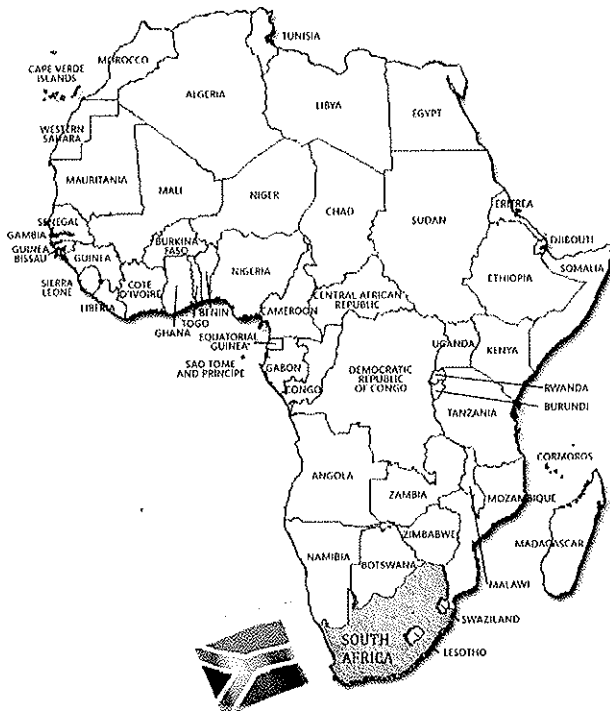 TUNISIA
MOROCCO
CAPE VERDE
ISLANDS
ALGERIA
LIBYA
EGYPT
WESTERN
SAHARA
MAURITANIA
MALI
NIGER
CHAD
SUDAN
ERITREA
SENEGAL
GAMBIA
GUINEA
BISSAU
GUINEA
BURKINA
FASO
DJIBOUTI
SOMALIA
NIGERIA
ETHIOPIA
SIERRA
LEONE
COTE
D'IVOIRE
LIBERIA
BENIN
TOGO
GHANA
CAMEROON
CENTRAL AFRICAN
REPUBLIC
EQUATORIAL
GUINEA
SAO TOME
AND PRINCIPE
GABON
CONGO
DEMOCRATIC
REPUBLIC
OF CONGO
UGANDA
KENYA
RWANDA
BURUNDI
TANZANIA
COMOROS
ANGOLA
ZAMBIA
MOZAMBIQUE
MADAGASCAR
ZIMBABWE
NAMIBIA
BOTSWANA
MALAWI
SWAZILAND
SOUTH
AFRICA
LESOTHO